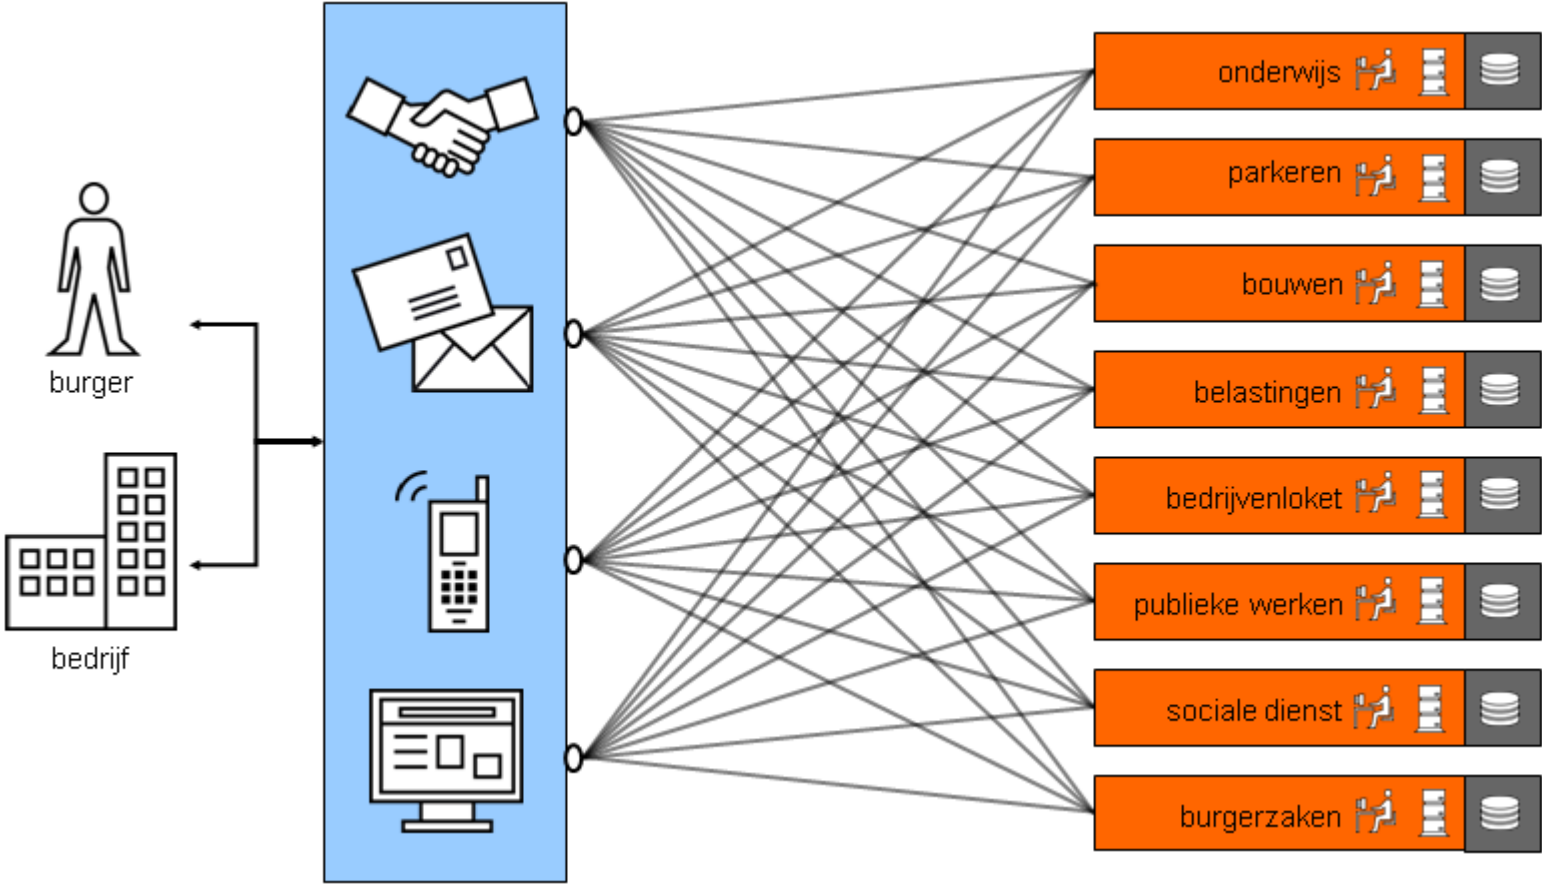 burger
bedrijf
onderwijs
parkeren
bouwen
belastingen
bedrijvenloket
publieke werken
sociale dienst
burgerzaken